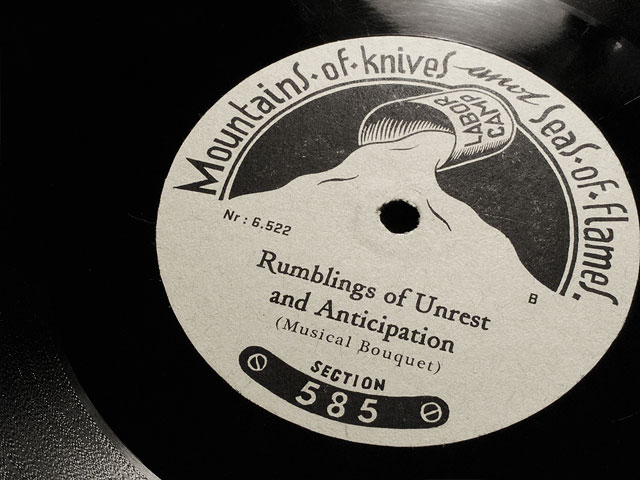 Mountains·of·knives Seas·of·flames.
LABOR
CAMP
Nr: 6.522
B
Rumblings of Unrest
and Anticipation
(Musical Bouquet)
SECTION
585